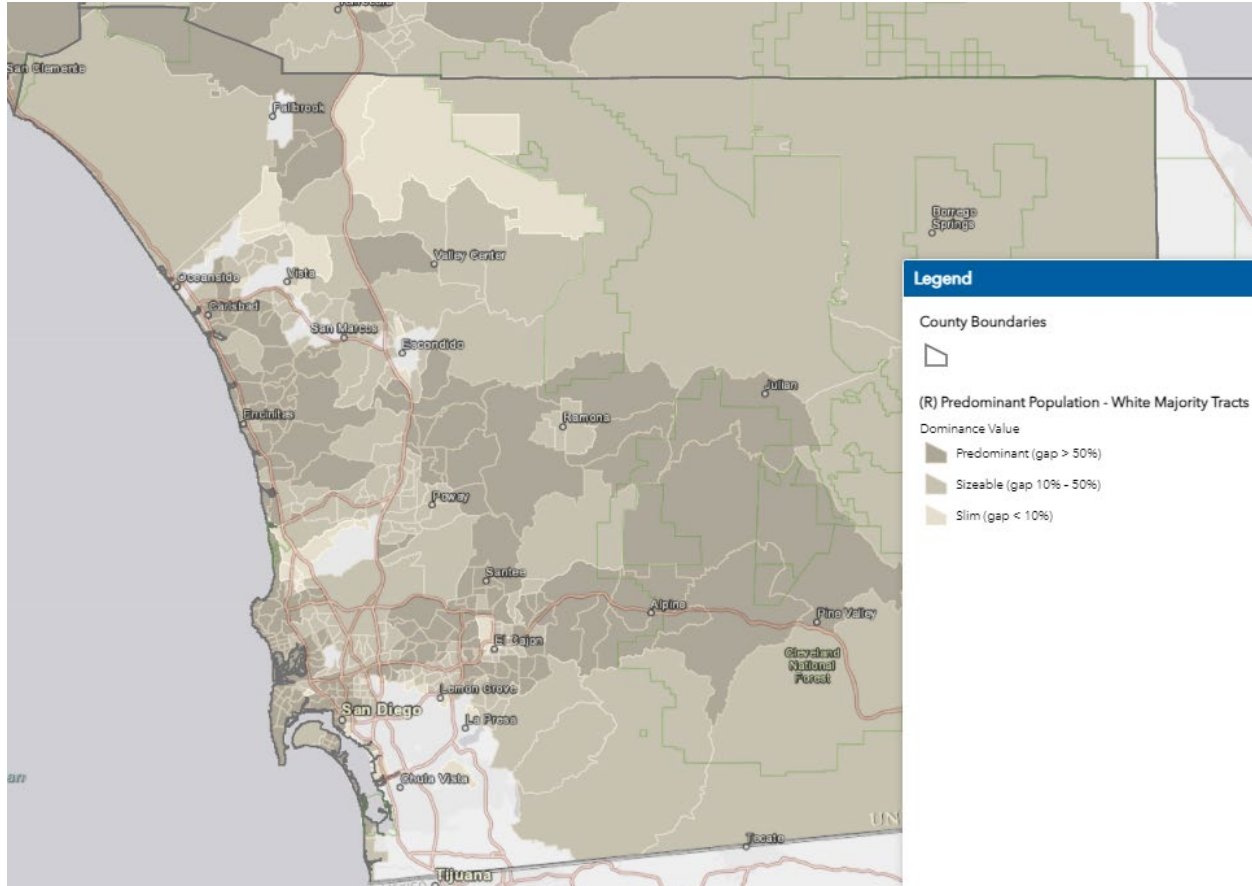 San Clemente
Fallbrook
Borrego
Springs
Valley Center
Oceanside
Vista
Carlsbad
San Marcos
Escondido
Julian
Encinitas
Ramona
Poway
Santee
Alpine
Pine Valley
El Cajon
Cleveland
National
Forest
Lemon Grove
San Diego
La Presa
Chula Vista
UN
Tecate
Tijuana
Legend
County Boundaries
(R) Predominant Population - White Majority Tracts
Dominance Value
Predominant (gap > 50%)
Sizeable (gap 10% - 50%)
Slim (gap < 10%)